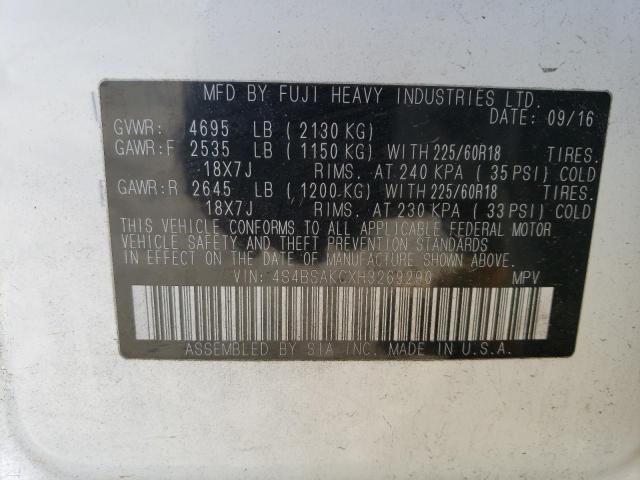 MFD BY FUJI HEAVY INDUSTRIES LTD.
DATE: 09/16
GVWR: 4695 LB (2130 KG)
GAWR:F 2535 LB (1150 KG) WITH 225/60R18 TIRES.
18X7J RIMS. AT 240 KPA (35 PSI) COLD
GAWR:R 2645 LB (1200 KG) WITH 225/60R18 TIRES.
18X7J RIMS. AT 230 KPA (33 PSI) COLD
THIS VEHICLE CONFORMS TO ALL APPLICABLE FEDERAL MOTOR
VEHICLE SAFETY AND THEFT PREVENTION STANDARDS
IN EFFECT ON THE DATE OF MANUFACTURE SHOWN ABOVE.
VIN: 4S4BSAKCXH3269290 MPV
ASSEMBLED BY SIA INC. MADE IN U.S.A.